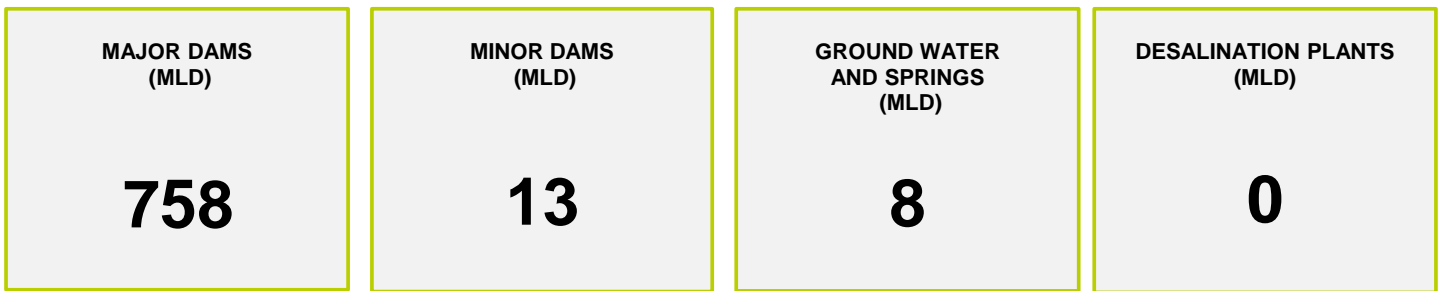 MAJOR DAMS
(MLD)
758
MINOR DAMS
(MLD)
13
GROUND WATER
AND SPRINGS
(MLD)
8
DESALINATION PLANTS
(MLD)
0